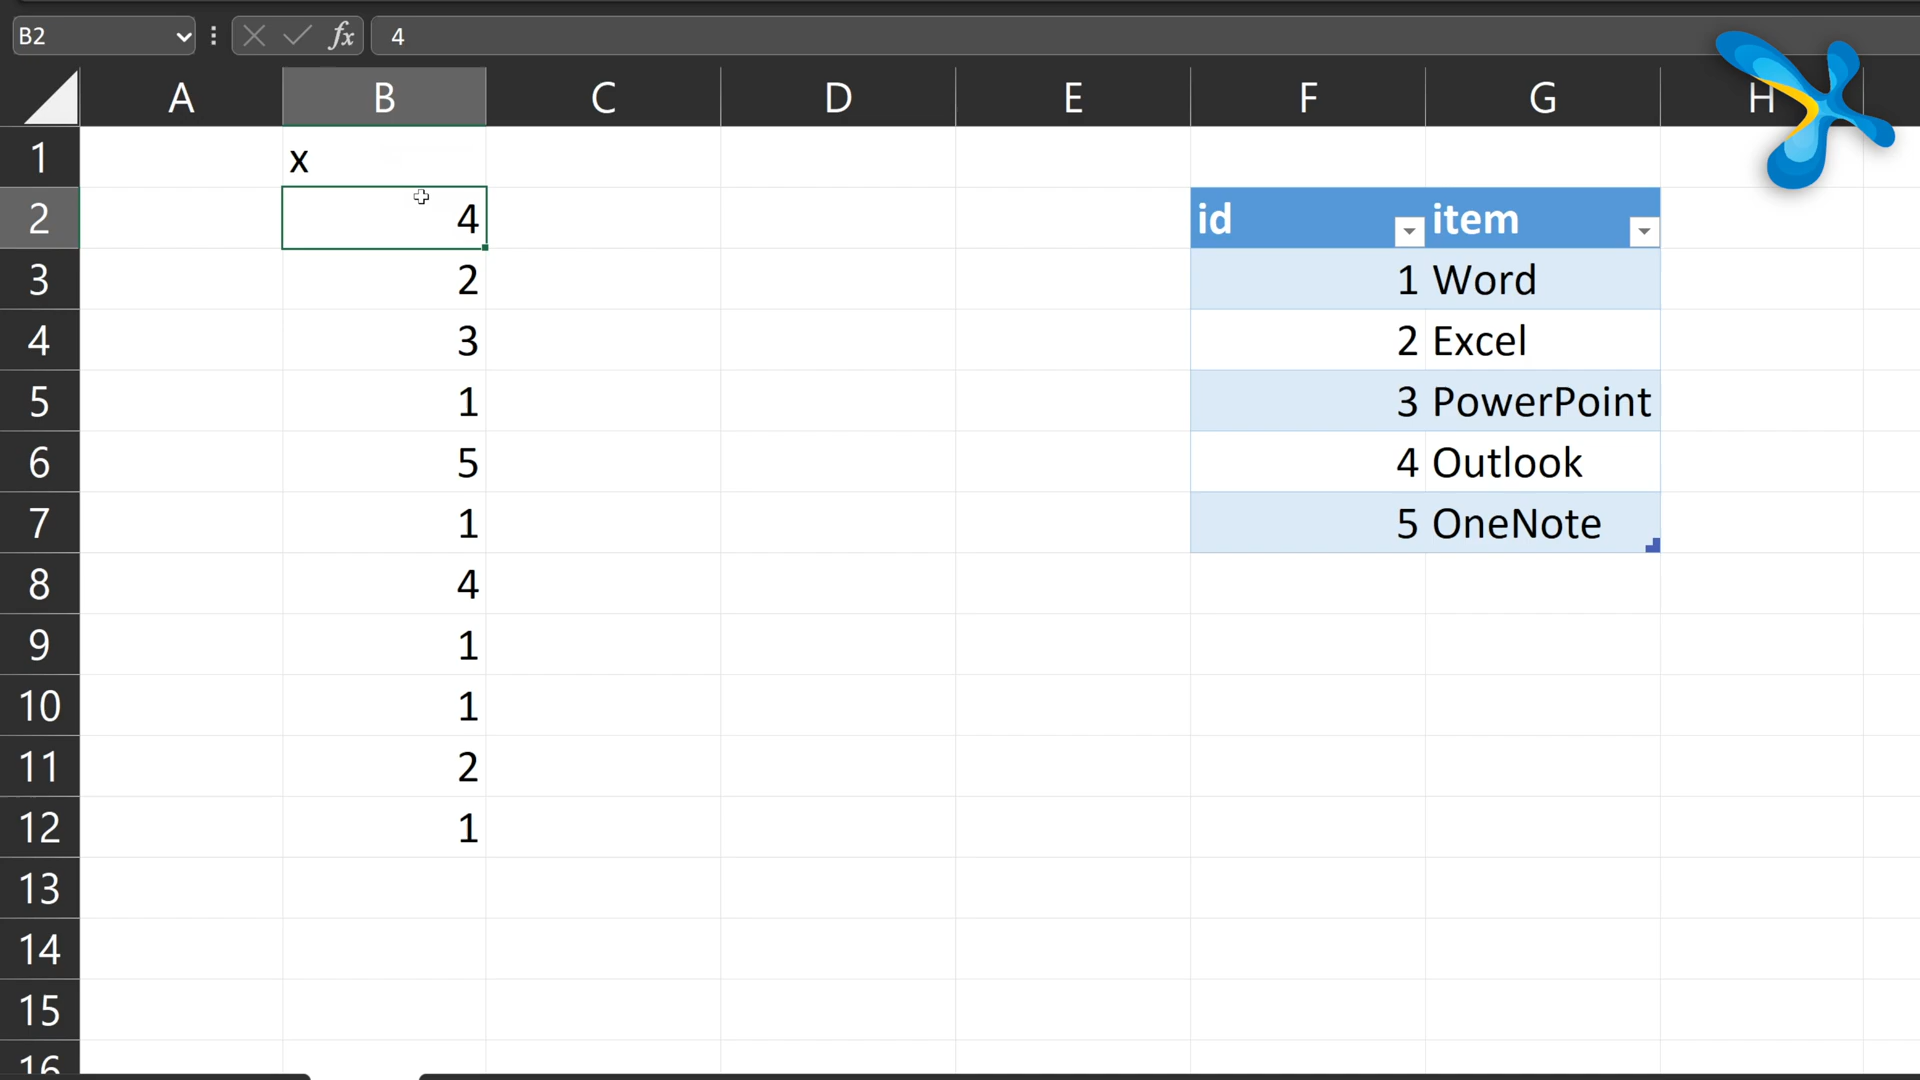 B2 fx 4
A B C D E F G H
1 x
2 4 id item
3 2 1 Word
4 3 2 Excel
5 1 3 PowerPoint
6 5 4 Outlook
7 1 5 OneNote
8 4
9 1
10 1
11 2
12 1
13
14
15
16